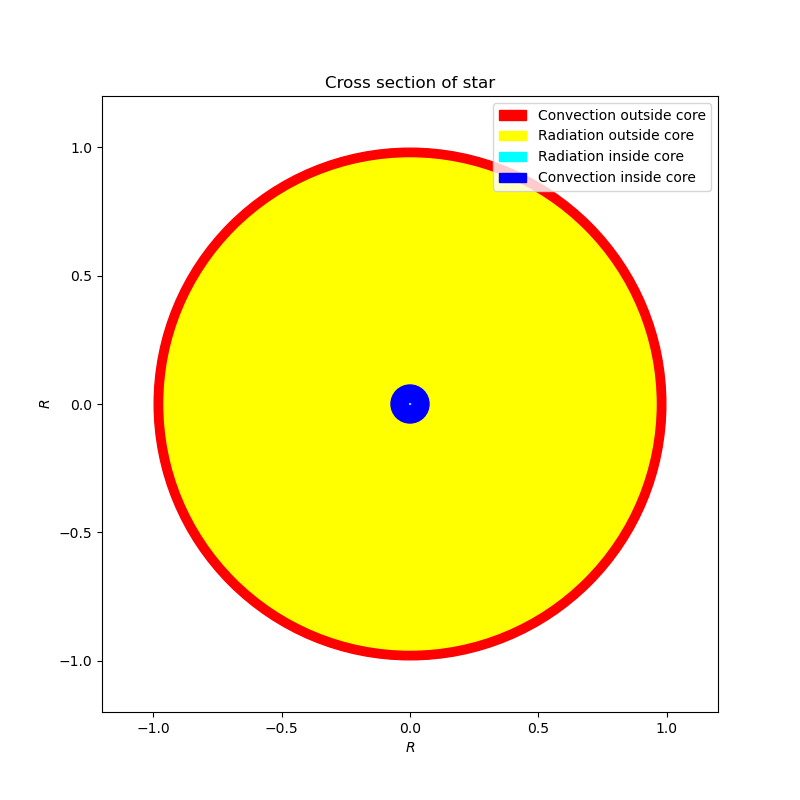 Cross section of star
Convection outside core
Radiation outside core
Radiation inside core
Convection inside core
1.0
0.5
0.0
−0.5
−1.0
R
−1.0 −0.5 0.0 0.5 1.0
R